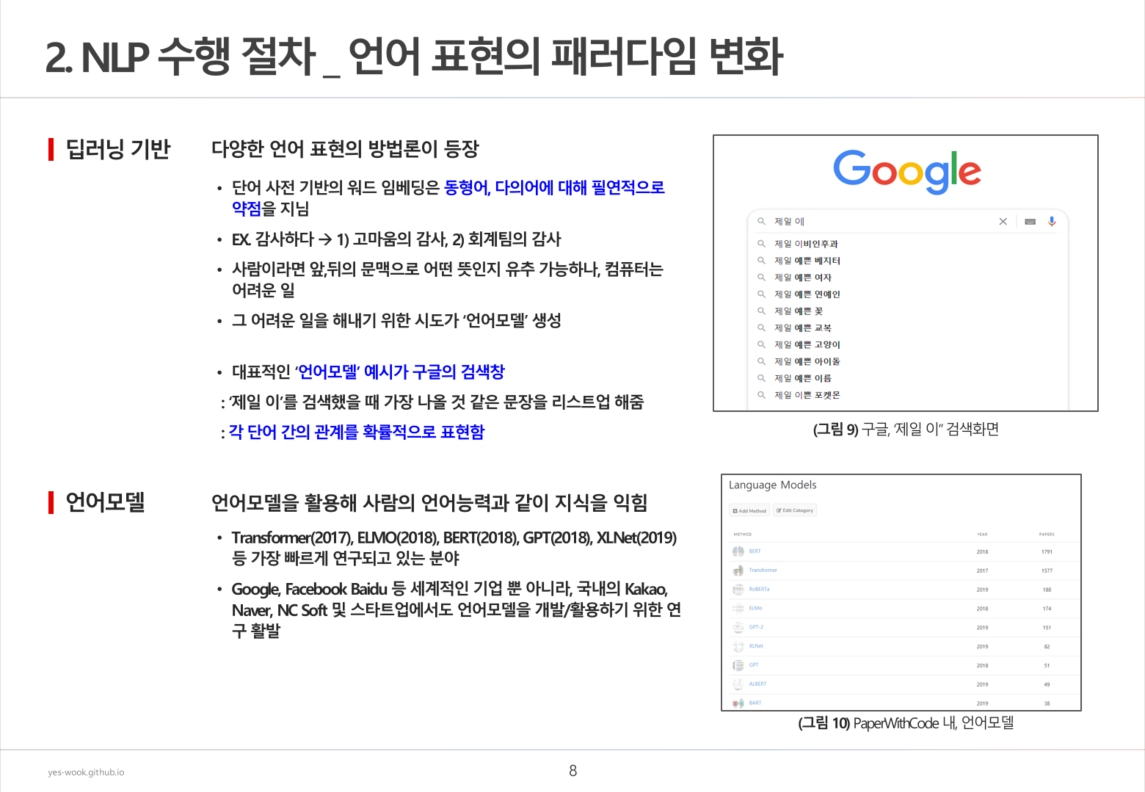 2. NLP 수행 절차 _ 언어 표현의 패러다임 변화
딥러닝 기반
다양한 언어 표현의 방법론이 등장
• 단어 사전 기반의 워드 임베딩은 동형어, 다의어에 대해 필연적으로
약점을 지님
• EX. 감사하다 → 1) 고마움의 감사, 2) 회계팀의 감사
• 사람이라면 앞,뒤의 문맥으로 어떤 뜻인지 유추 가능하나, 컴퓨터는
어려운 일
• 그 어려운 일을 해내기 위한 시도가 ‘언어모델’ 생성
• 대표적인 ‘언어모델’ 예시가 구글의 검색창
: ‘제일 이’를 검색했을 때 가장 나올 것 같은 문장을 리스트업 해줌
: 각 단어 간의 관계를 확률적으로 표현함
Google
제일 이
제일 이비인후과
제일 예쁜 베지터
제일 예쁜 여자
제일 예쁜 연예인
제일 예쁜 꽃
제일 예쁜 교복
제일 예쁜 고양이
제일 예쁜 아이돌
제일 예쁜 이름
제일 이쁜 포켓몬
(그림 9) 구글, ‘제일 이” 검색화면
언어모델
언어모델을 활용해 사람의 언어능력과 같이 지식을 익힘
• Transformer(2017), ELMO(2018), BERT(2018), GPT(2018), XLNet(2019)
등 가장 빠르게 연구되고 있는 분야
• Google, Facebook Baidu 등 세계적인 기업 뿐 아니라, 국내의 Kakao,
Naver, NC Soft 및 스타트업에서도 언어모델을 개발/활용하기 위한 연
구 활발
Language Models
Add Method Edit Category
METHOD YEAR PAPERS
BERT 2018 1791
Transformer 2017 1577
RoBERTa 2019 188
ELMo 2018 174
GPT-2 2019 151
XLNet 2019 82
GPT 2018 51
ALBERT 2019 49
BART 2019 38
(그림 10) PaperWithCode 내, 언어모델
yes-wook.github.io
8